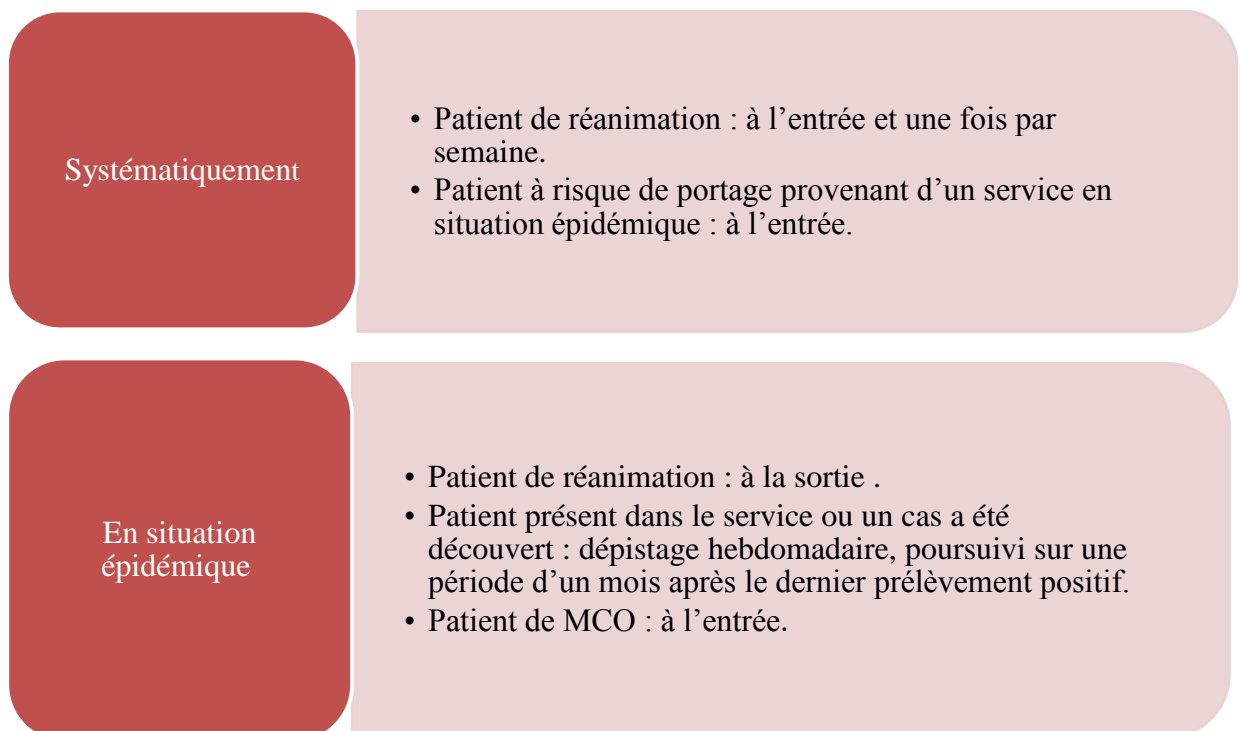 Systématiquement
• Patient de réanimation : à l’entrée et une fois par
semaine.
• Patient à risque de portage provenant d’un service en
situation épidémique : à l’entrée.
En situation
épidémique
• Patient de réanimation : à la sortie .
• Patient présent dans le service ou un cas a été
découvert : dépistage hebdomadaire, poursuivi sur une
période d’un mois après le dernier prélèvement positif.
• Patient de MCO : à l’entrée.